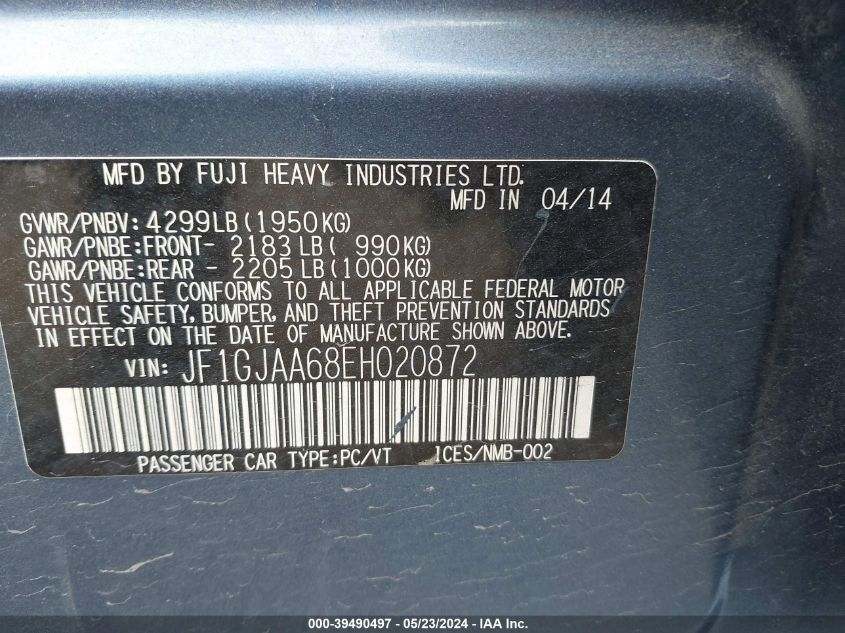 MFD BY FUJI HEAVY INDUSTRIES LTD.
MFD IN 04/14
GVWR/PNBV: 4299LB(1950KG)
GAWR/PNBE:FRONT- 2183 LB( 990KG)
GAWR/PNBE:REAR - 2205 LB(1000KG)
THIS VEHICLE CONFORMS TO ALL APPLICABLE FEDERAL MOTOR
VEHICLE SAFETY, BUMPER, AND THEFT PREVENTION STANDARDS
IN EFFECT ON THE DATE OF MANUFACTURE SHOWN ABOVE.
VIN: JF1GJAA68EH020872
PASSENGER CAR TYPE:PC/VT ICES/NMB-002
000-39490497 - 05/23/2024 - IAA Inc.